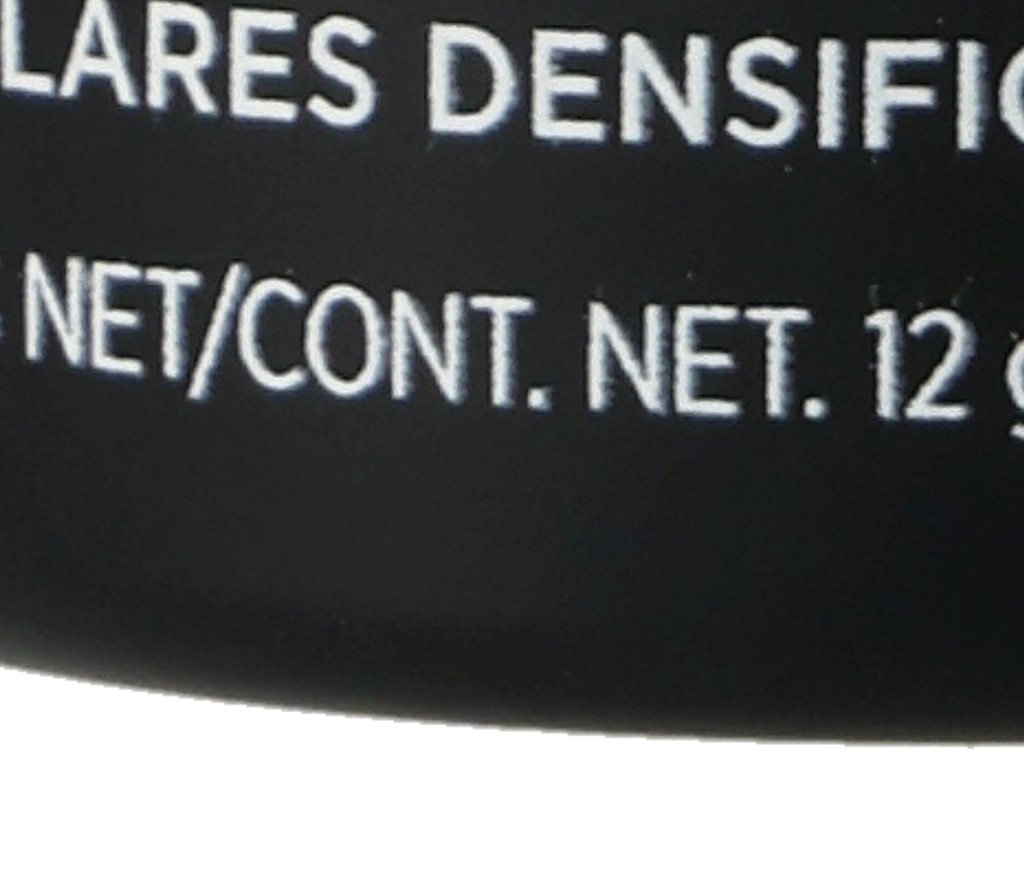 LARES DENSIFIC
NET/CONT. NET. 12 g